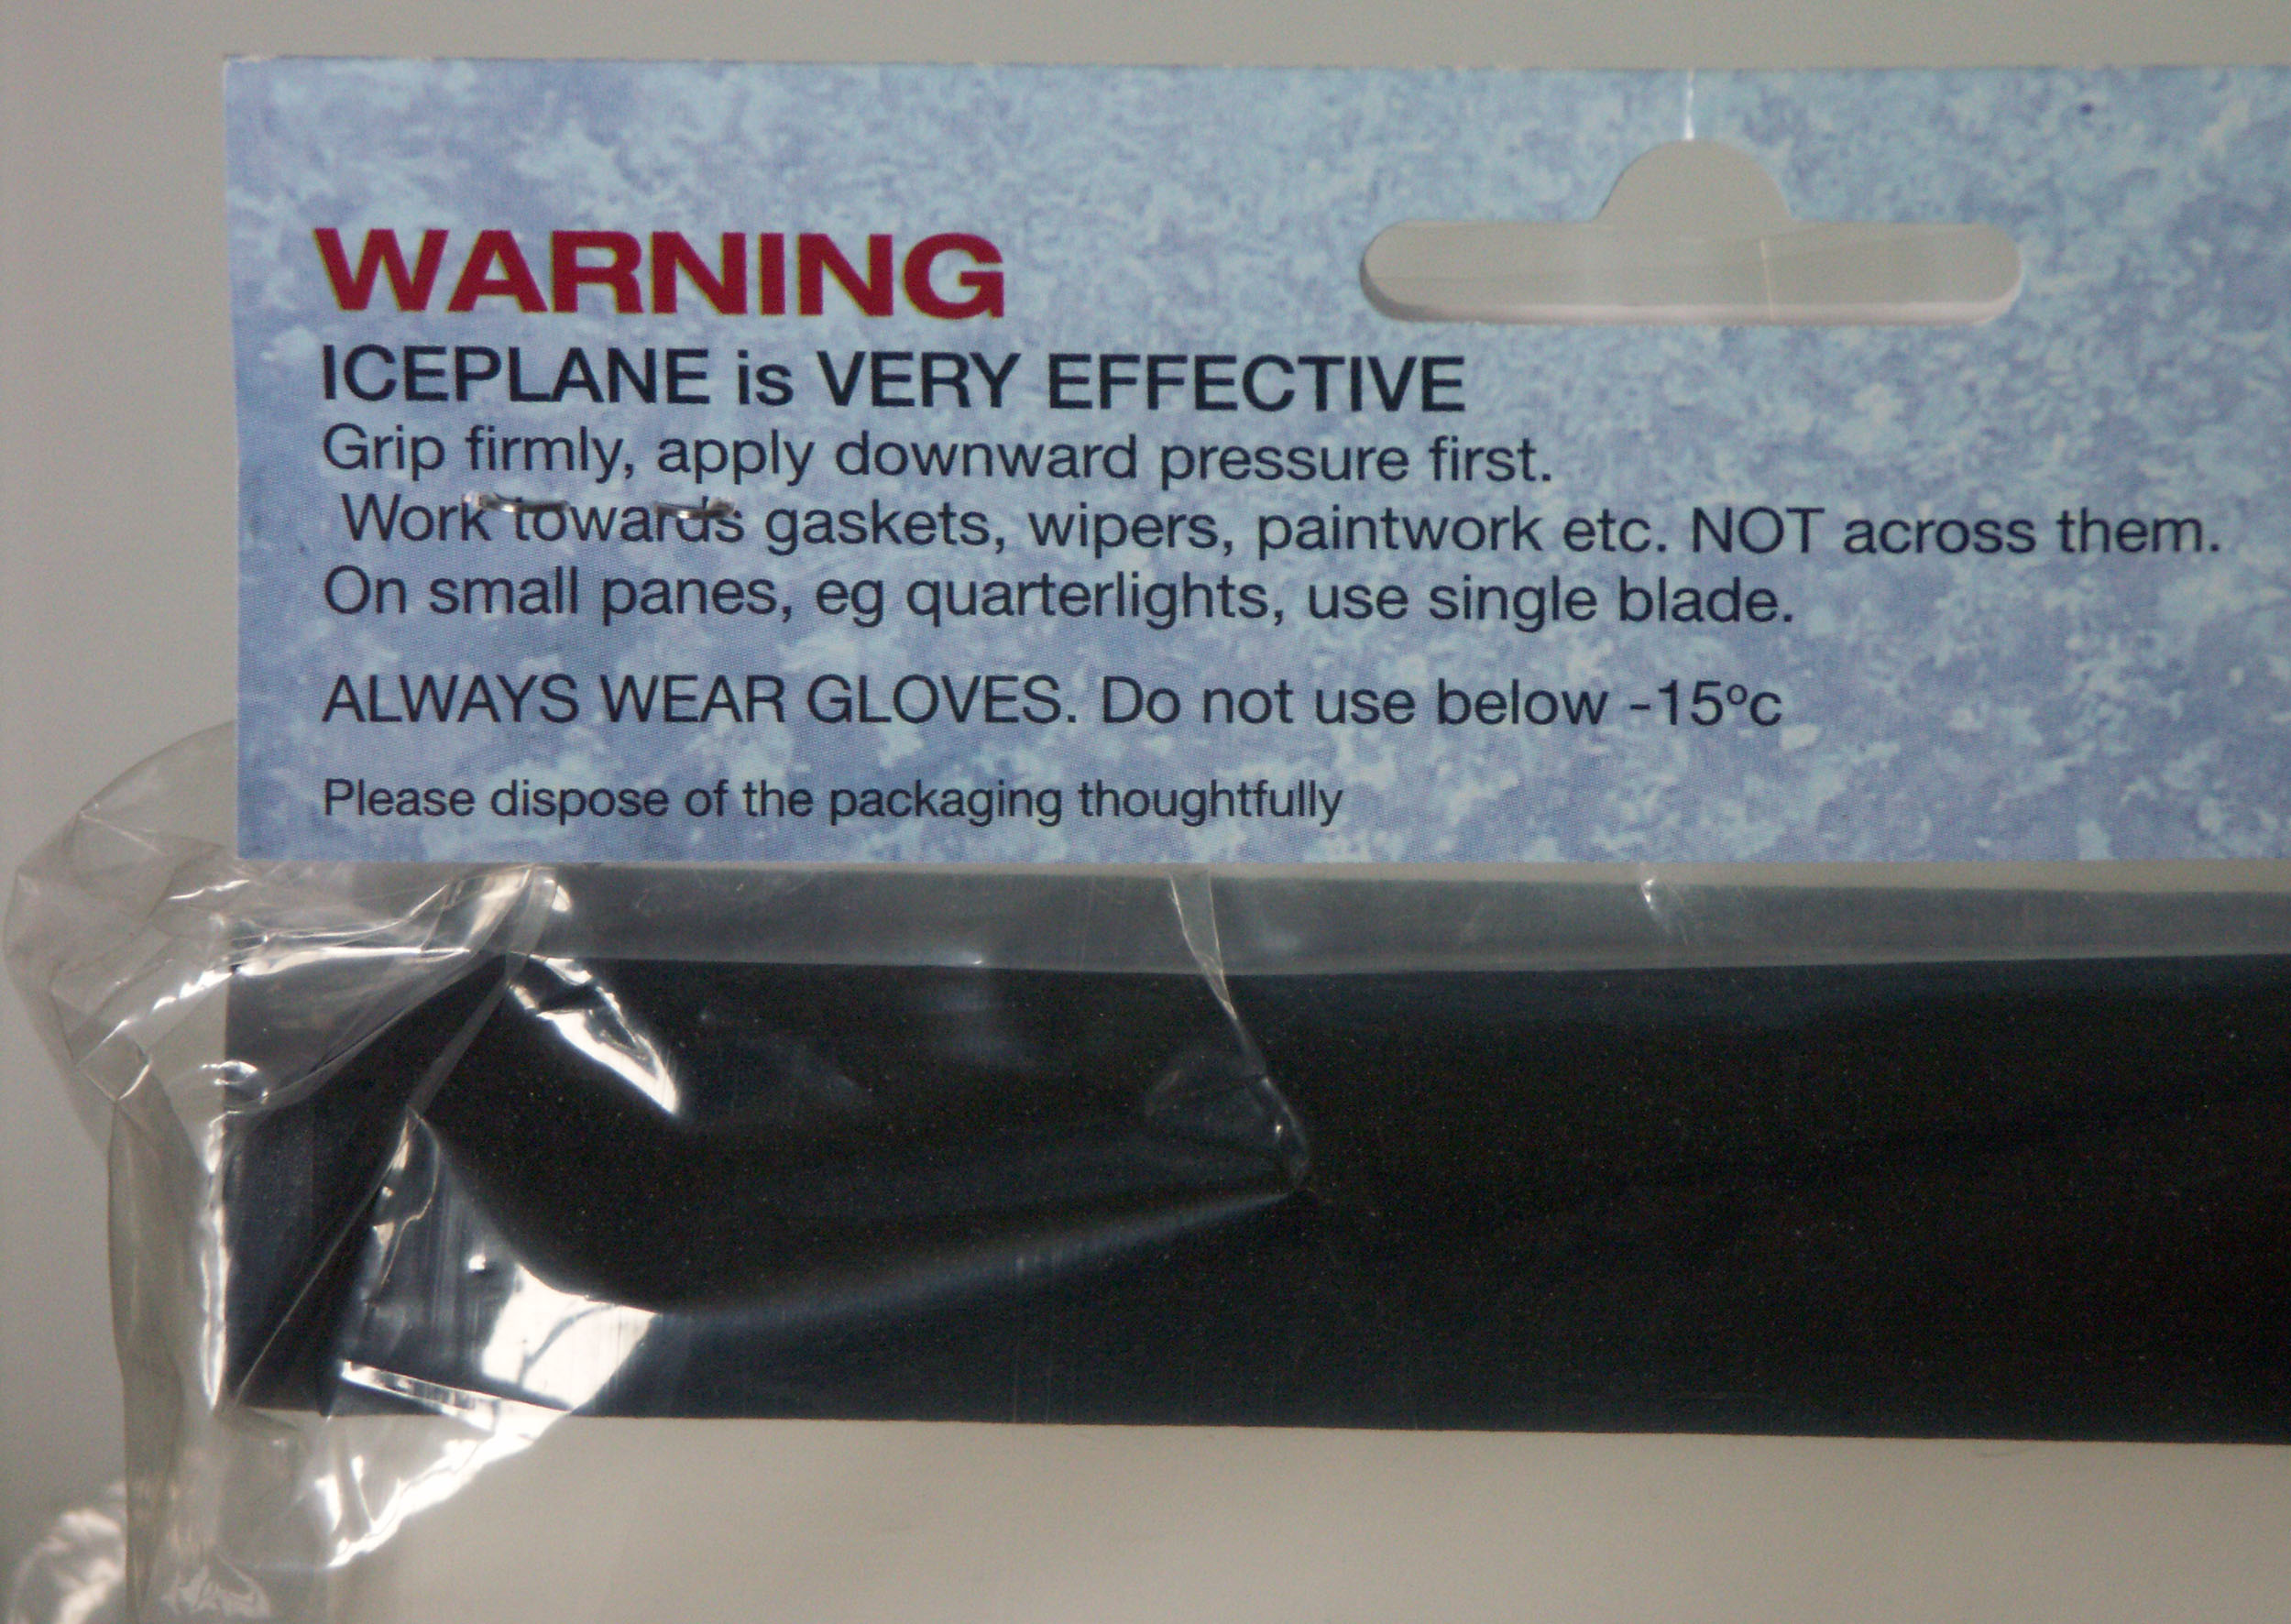 WARNING
ICEPLANE is VERY EFFECTIVE
Grip firmly, apply downward pressure first.
Work towards gaskets, wipers, paintwork etc. NOT across them.
On small panes, eg quarterlights, use single blade.
ALWAYS WEAR GLOVES. Do not use below -15ºc
Please dispose of the packaging thoughtfully